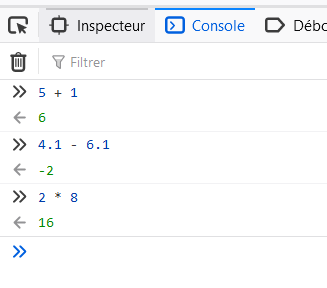 Inspecteur Console Débo
Filtrer
5 + 1
6
4.1 - 6.1
-2
2 * 8
16